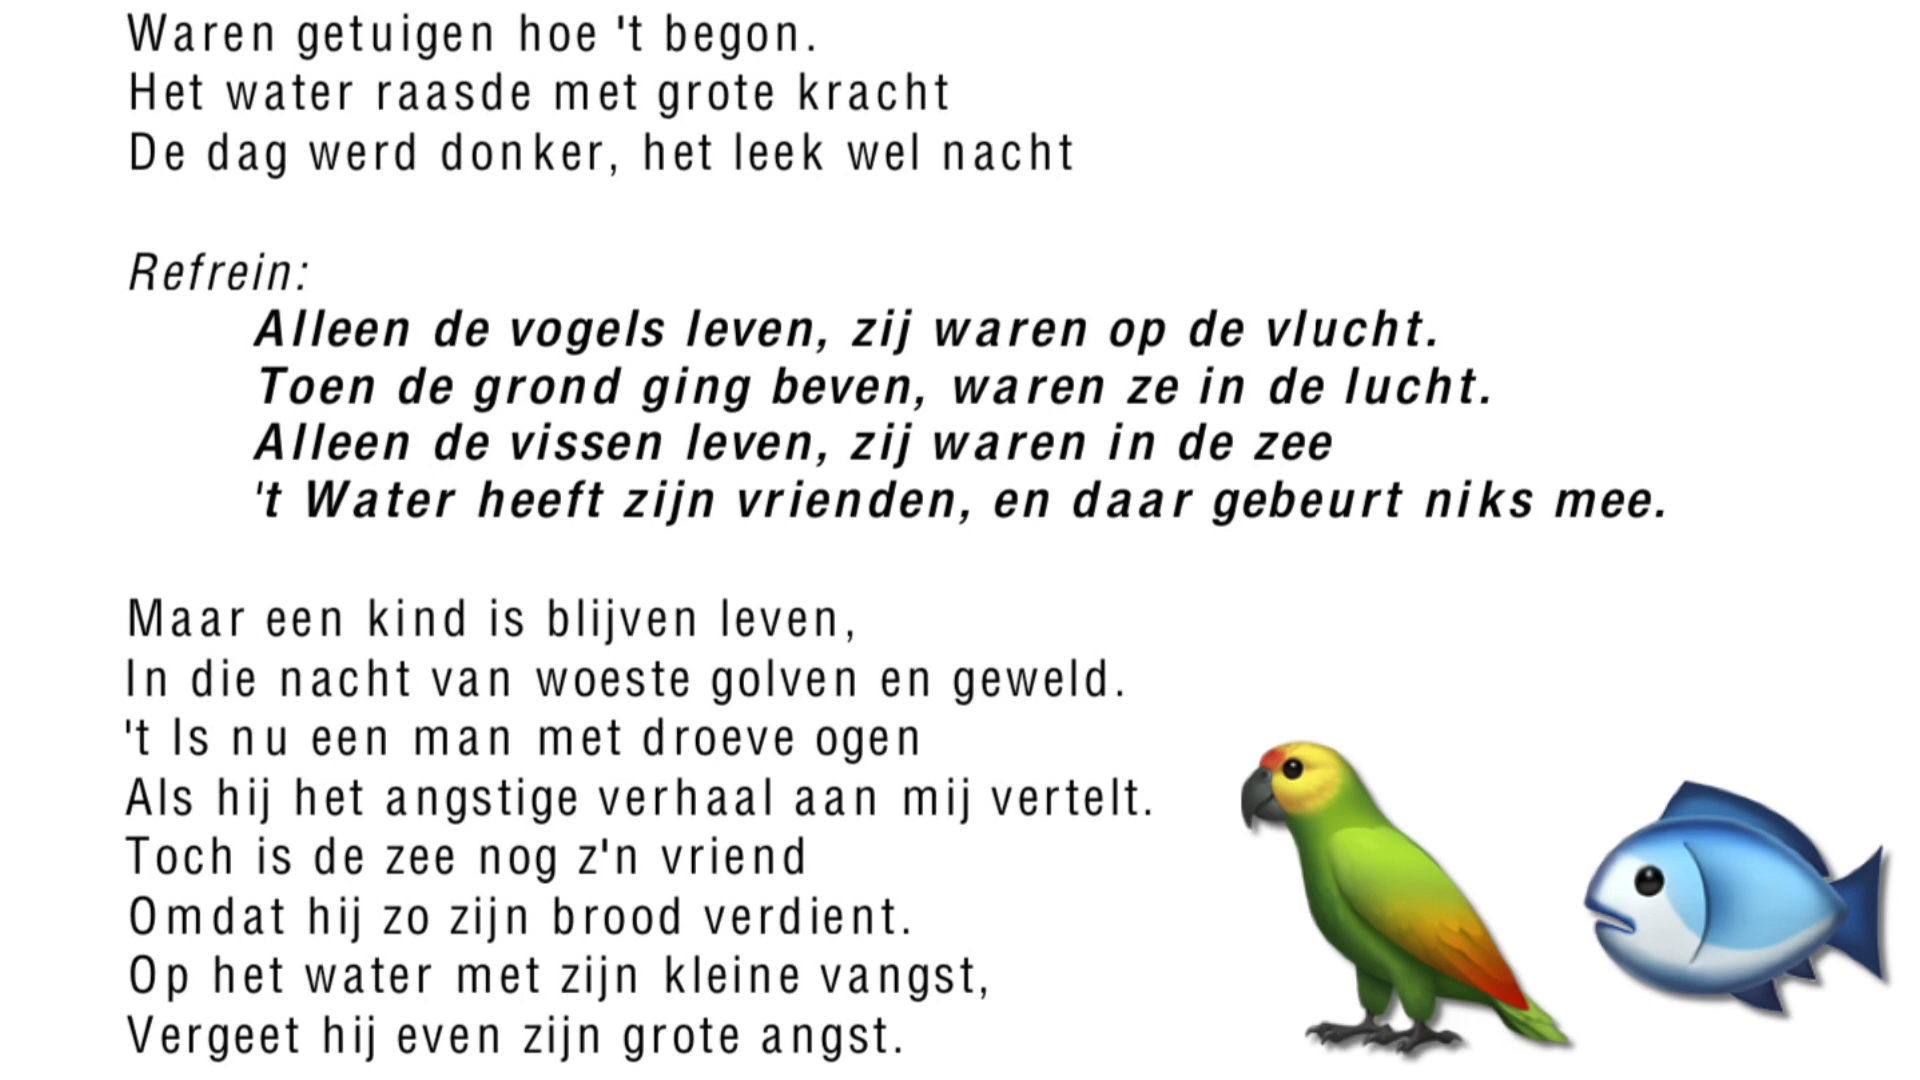 Waren getuigen hoe 't begon.
Het water raasde met grote kracht
De dag werd donker, het leek wel nacht
Refrein:
Alleen de vogels leven, zij waren op de vlucht.
Toen de grond ging beven, waren ze in de lucht.
Alleen de vissen leven, zij waren in de zee
't Water heeft zijn vrienden, en daar gebeurt niks mee.
Maar een kind is blijven leven,
In die nacht van woeste golven en geweld.
't Is nu een man met droeve ogen
Als hij het angstige verhaal aan mij vertelt.
Toch is de zee nog z'n vriend
Omdat hij zo zijn brood verdient.
Op het water met zijn kleine vangst,
Vergeet hij even zijn grote angst.